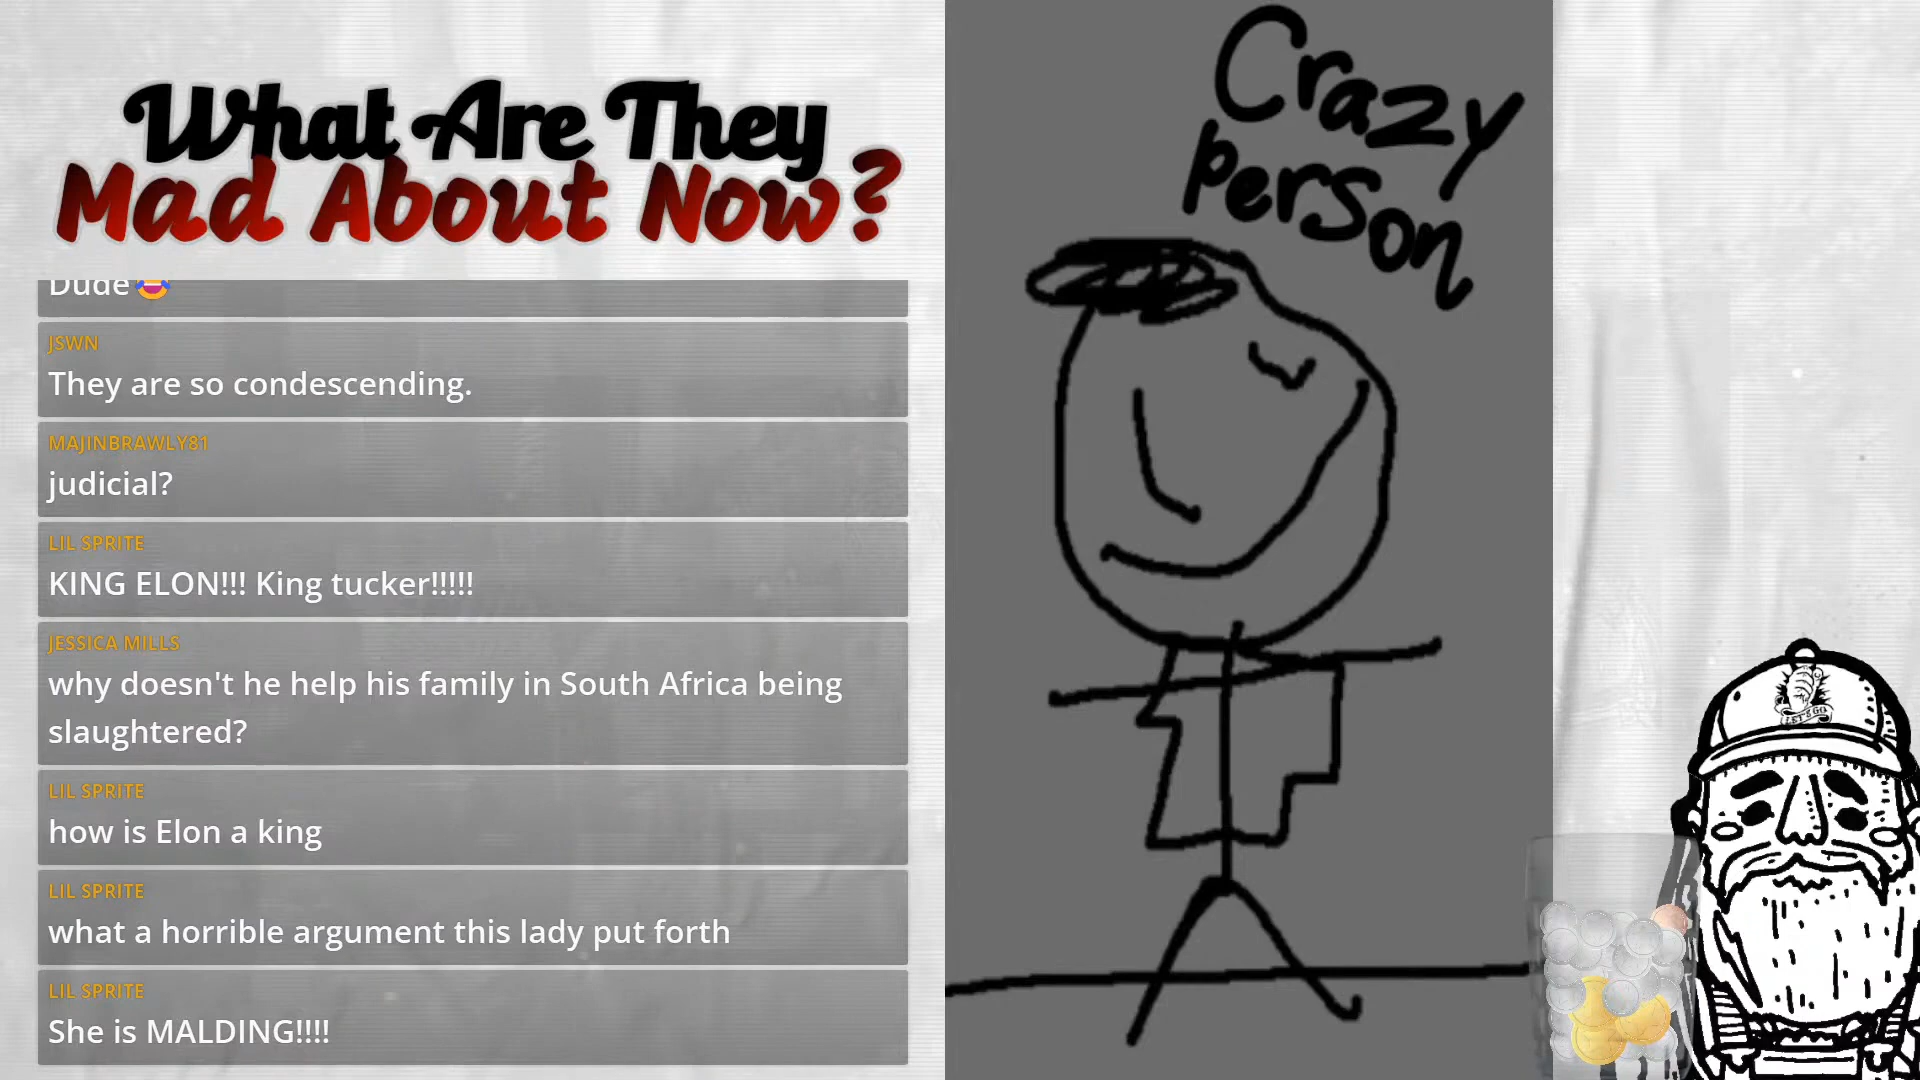 What Are They
Mad About Now?
Dude😂
JSWN
They are so condescending.
MAJINBRAWLY81
judicial?
LIL SPRITE
KING ELON!!! King tucker!!!!!
JESSICA MILLS
why doesn't he help his family in South Africa being
slaughtered?
LIL SPRITE
how is Elon a king
LIL SPRITE
what a horrible argument this lady put forth
LIL SPRITE
She is MALDING!!!!
Crazy
person
LET'S GO